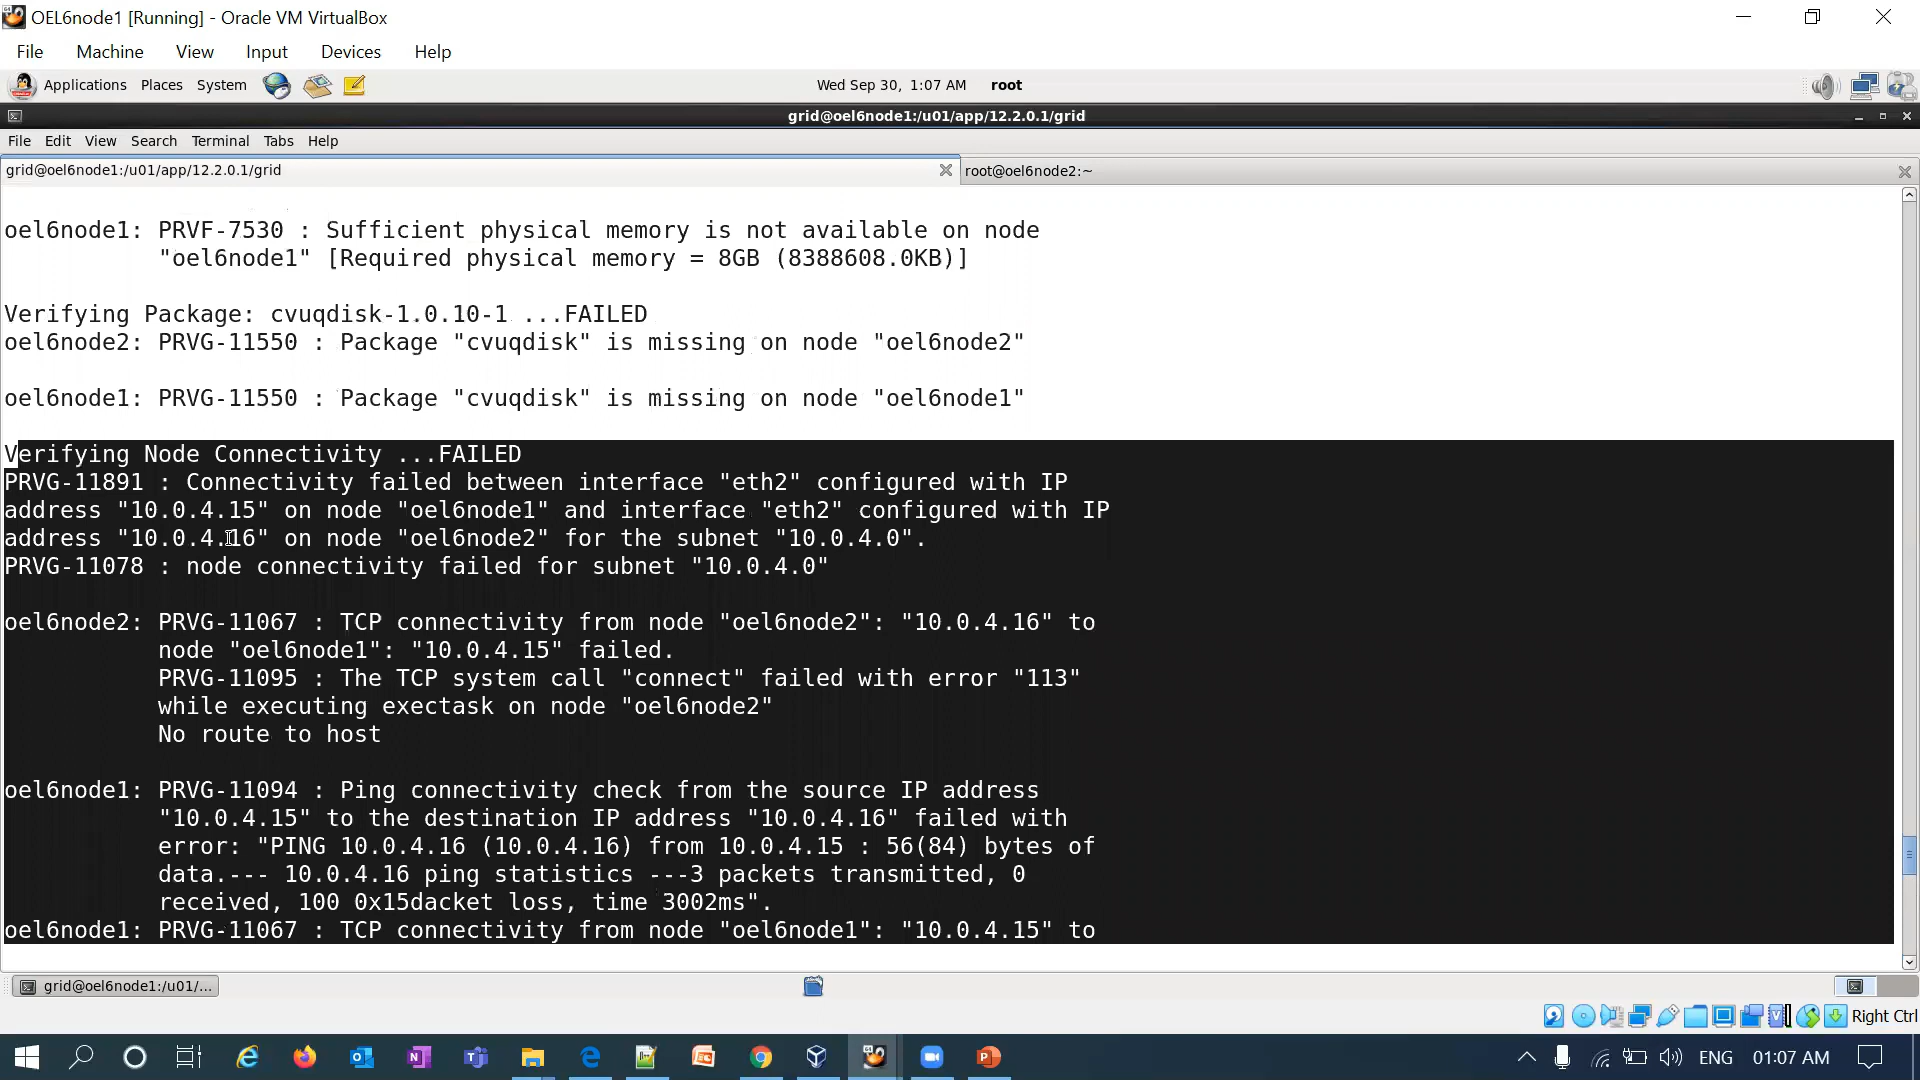 OEL6node1 [Running] - Oracle VM VirtualBox
File Machine View Input Devices Help
Applications Places System Wed Sep 30, 1:07 AM root
grid@oel6node1:/u01/app/12.2.0.1/grid
File Edit View Search Terminal Tabs Help
grid@oel6node1:/u01/app/12.2.0.1/grid root@oel6node2:~
oel6node1: PRVF-7530 : Sufficient physical memory is not available on node
"oel6node1" [Required physical memory = 8GB (8388608.0KB)]
Verifying Package: cvuqdisk-1.0.10-1 ...FAILED
oel6node2: PRVG-11550 : Package "cvuqdisk" is missing on node "oel6node2"
oel6node1: PRVG-11550 : Package "cvuqdisk" is missing on node "oel6node1"
Verifying Node Connectivity ...FAILED
PRVG-11891 : Connectivity failed between interface "eth2" configured with IP
address "10.0.4.15" on node "oel6node1" and interface "eth2" configured with IP
address "10.0.4.16" on node "oel6node2" for the subnet "10.0.4.0".
PRVG-11078 : node connectivity failed for subnet "10.0.4.0"
oel6node2: PRVG-11067 : TCP connectivity from node "oel6node2": "10.0.4.16" to
node "oel6node1": "10.0.4.15" failed.
PRVG-11095 : The TCP system call "connect" failed with error "113"
while executing exectask on node "oel6node2"
No route to host
oel6node1: PRVG-11094 : Ping connectivity check from the source IP address
"10.0.4.15" to the destination IP address "10.0.4.16" failed with
error: "PING 10.0.4.16 (10.0.4.16) from 10.0.4.15 : 56(84) bytes of
data.--- 10.0.4.16 ping statistics ---3 packets transmitted, 0
received, 100 0x15dacket loss, time 3002ms".
oel6node1: PRVG-11067 : TCP connectivity from node "oel6node1": "10.0.4.15" to
grid@oel6node1:/u01/...
Right Ctrl
ENG 01:07 AM